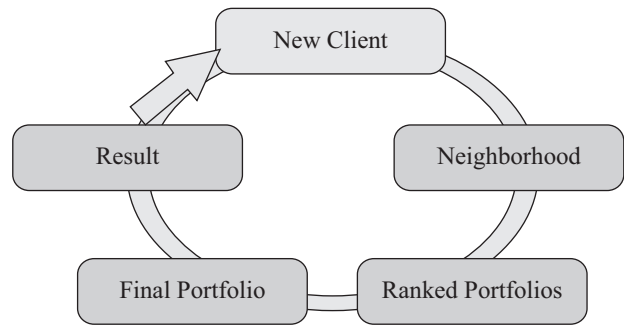 New Client
Result
Neighborhood
Final Portfolio
Ranked Portfolios